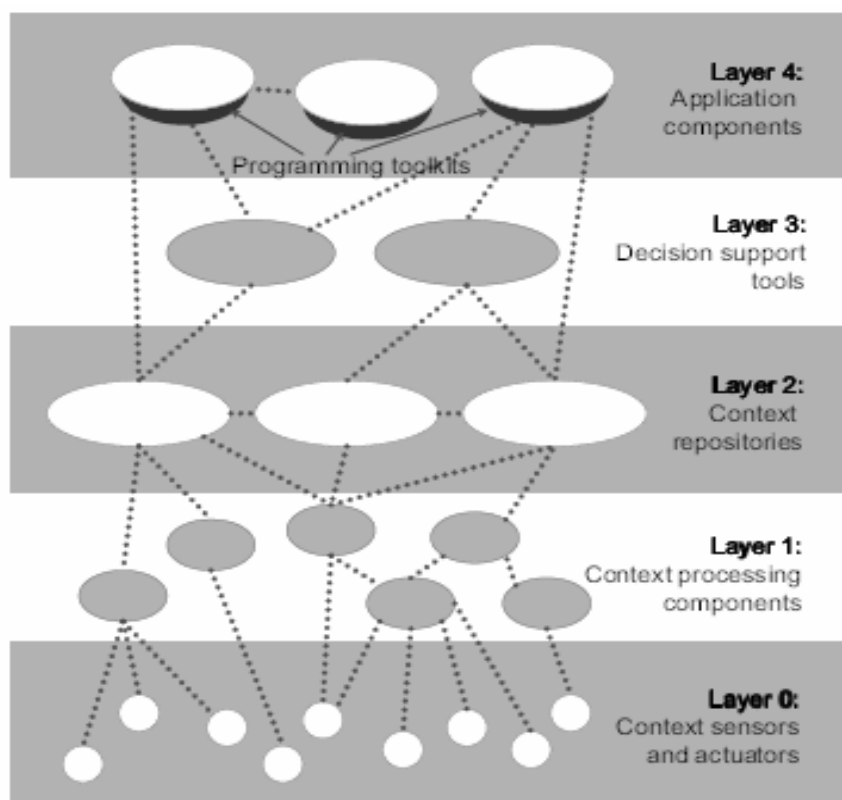 Layer 4:
Application
components
Programming toolkits
Layer 3:
Decision support
tools
Layer 2:
Context
repositories
Layer 1:
Context processing
components
Layer 0:
Context sensors
and actuators